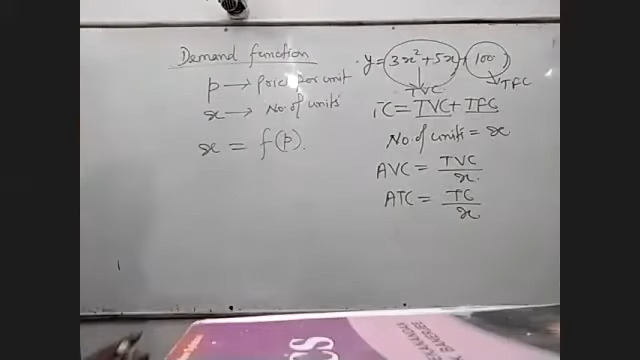 Demand function
p → price per unit
x → No. of units
x = f(p).
y = 3x² + 5x + 100
TVC
TFC
TC = TVC + TFC
No. of units = x
AVC = TVC / x.
ATC = TC / x